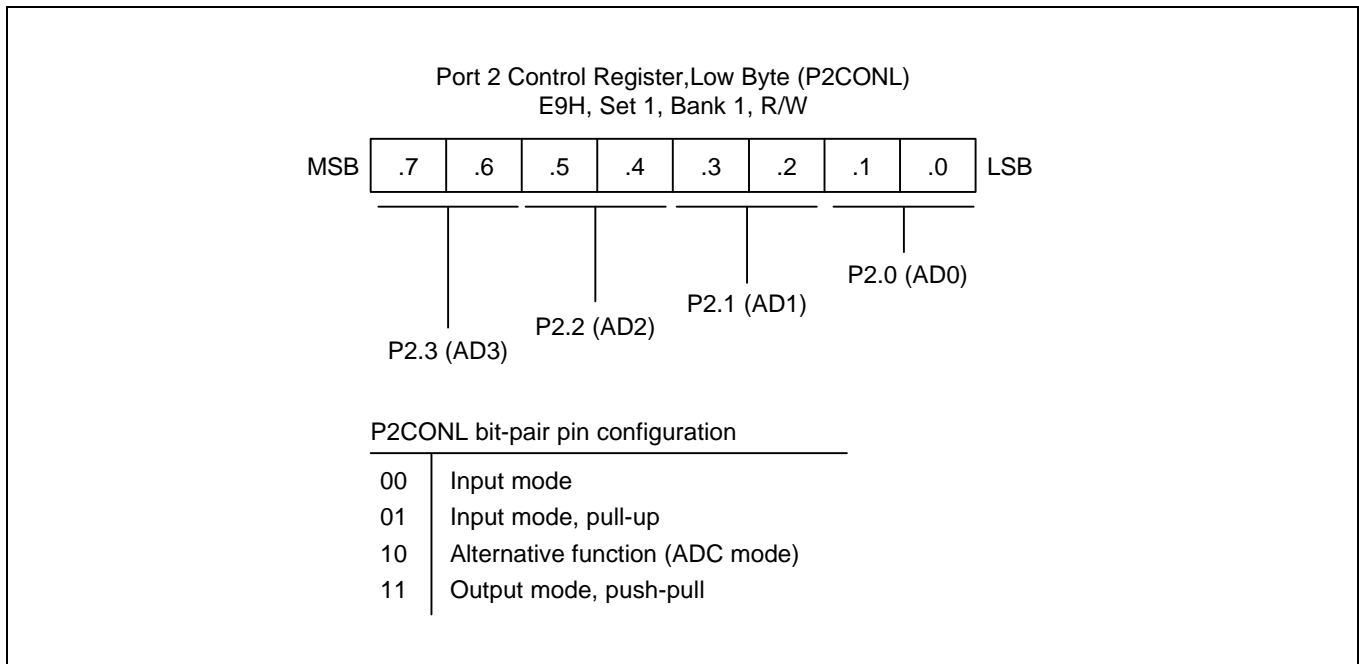 Port 2 Control Register,Low Byte (P2CONL)
E9H, Set 1, Bank 1, R/W
MSB .7 .6 .5 .4 .3 .2 .1 .0 LSB
P2.0 (AD0)
P2.1 (AD1)
P2.2 (AD2)
P2.3 (AD3)
P2CONL bit-pair pin configuration
00 Input mode
01 Input mode, pull-up
10 Alternative function (ADC mode)
11 Output mode, push-pull